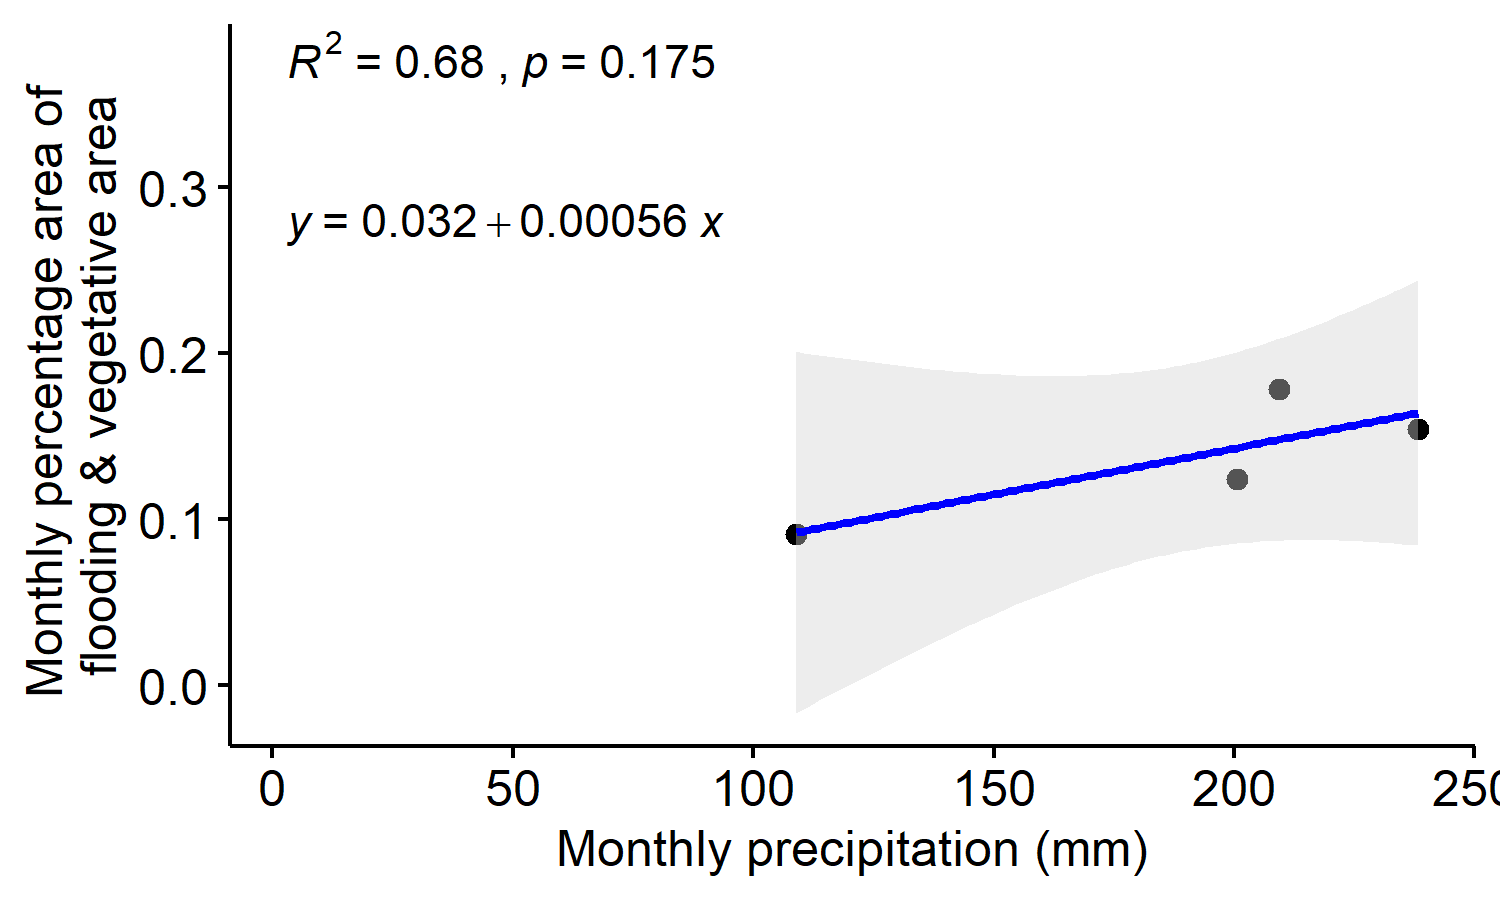 R² = 0.68 , p = 0.175
y = 0.032 + 0.00056 x
Monthly percentage area of
flooding & vegetative area
0.3
0.2
0.1
0.0
0 50 100 150 200 250
Monthly precipitation (mm)